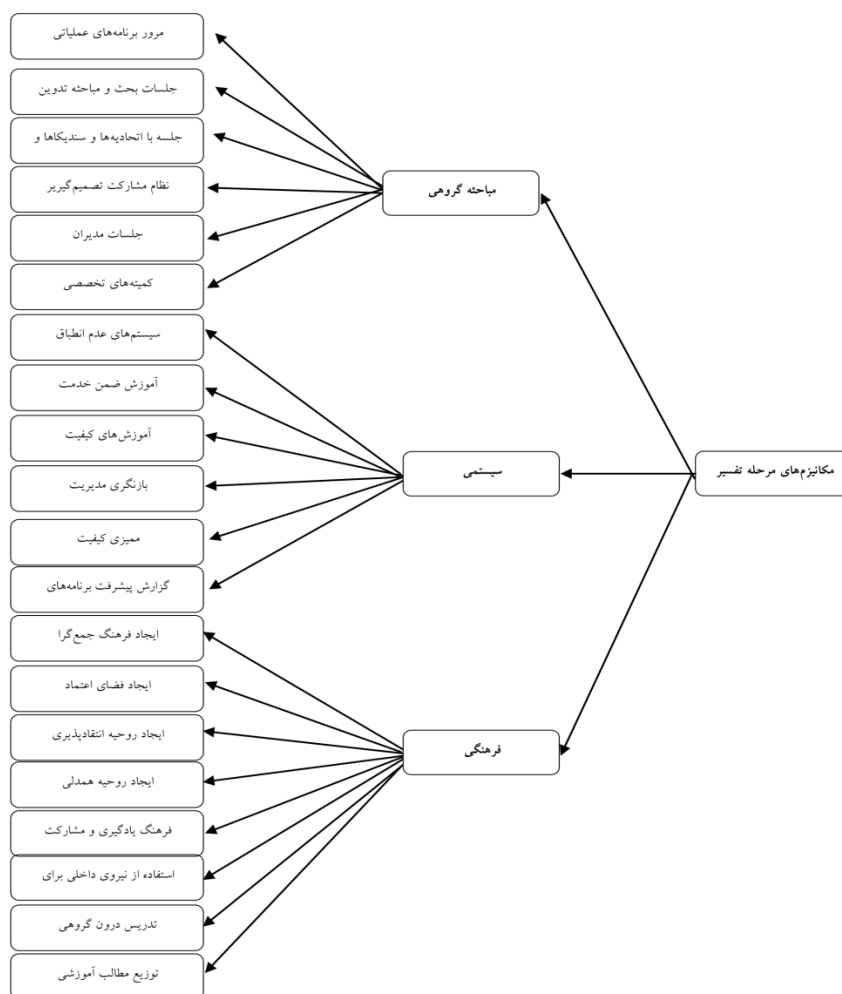 مکانیزم‌های مرحله تفسیر
مباحثه گروهی
مرور برنامه‌های عملیاتی
جلسات بحث و مباحثه تدوین
جلسه با اتحادیه‌ها و سندیکاها و
نظام مشارکت تصمیم‌گیریر
جلسات مدیران
کمیته‌های تخصصی
سیستمی
سیستم‌های عدم انطباق
آموزش ضمن خدمت
آموزش‌های کیفیت
بازنگری مدیریت
ممیزی کیفیت
گزارش پیشرفت برنامه‌های
فرهنگی
ایجاد فرهنگ جمع‌گرا
ایجاد فضای اعتماد
ایجاد روحیه انتقادپذیری
ایجاد روحیه همدلی
فرهنگ یادگیری و مشارکت
استفاده از نیروی داخلی برای
تدریس درون گروهی
توزیع مطالب آموزشی